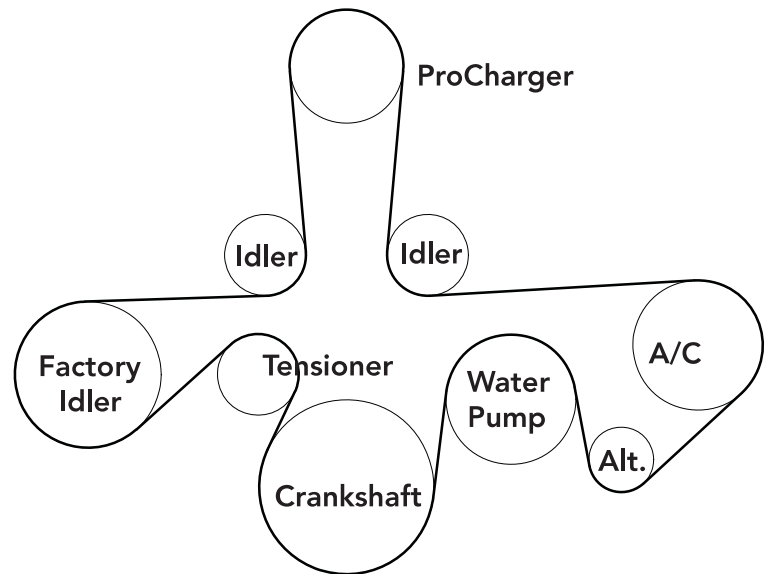 ProCharger
Idler
Idler
Factory
Idler
Tensioner
A/C
Water
Pump
Alt.
Crankshaft